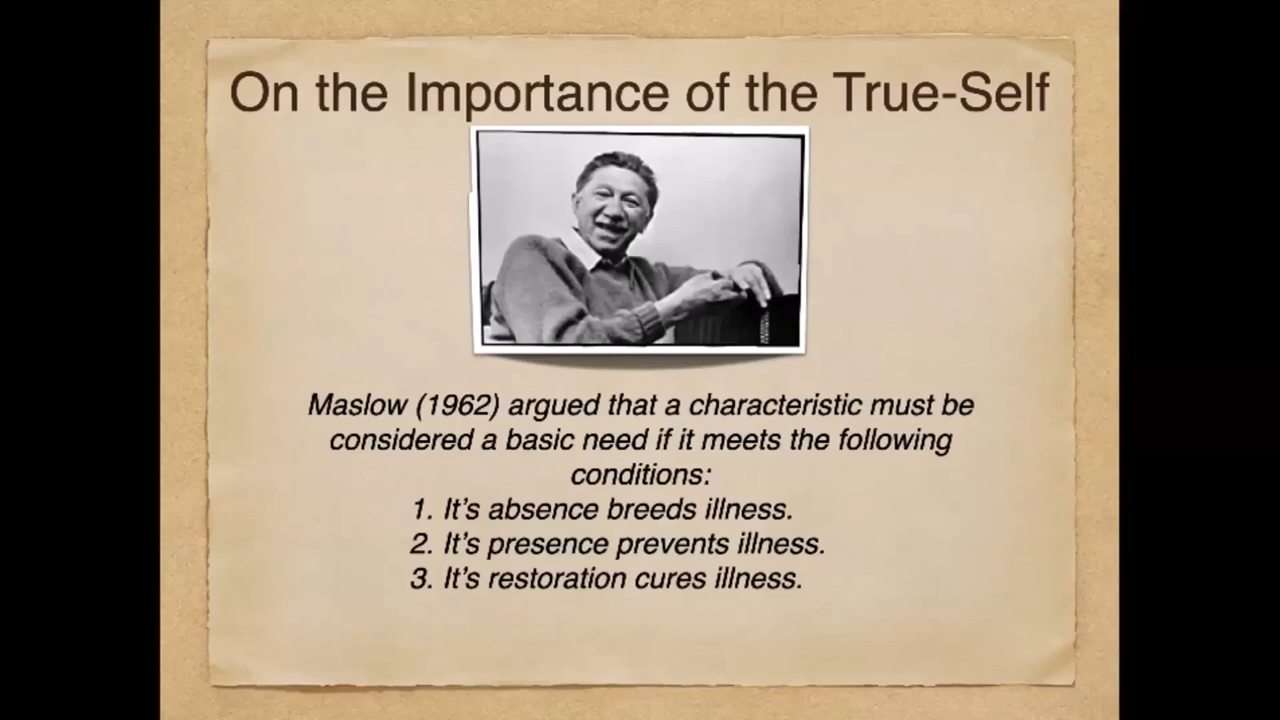 On the Importance of the True-Self
Maslow (1962) argued that a characteristic must be
considered a basic need if it meets the following
conditions:
1. It’s absence breeds illness.
2. It’s presence prevents illness.
3. It’s restoration cures illness.